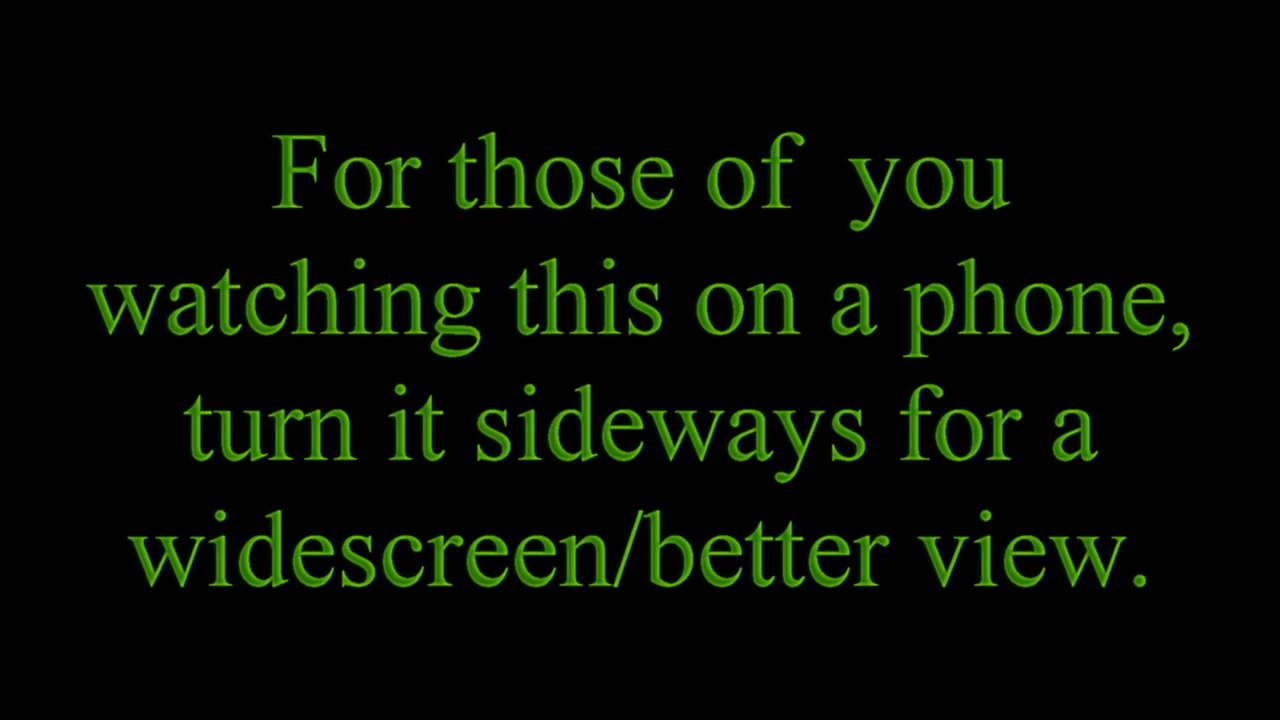 For those of  you
watching this on a phone,
turn it sideways for a
widescreen/better view.